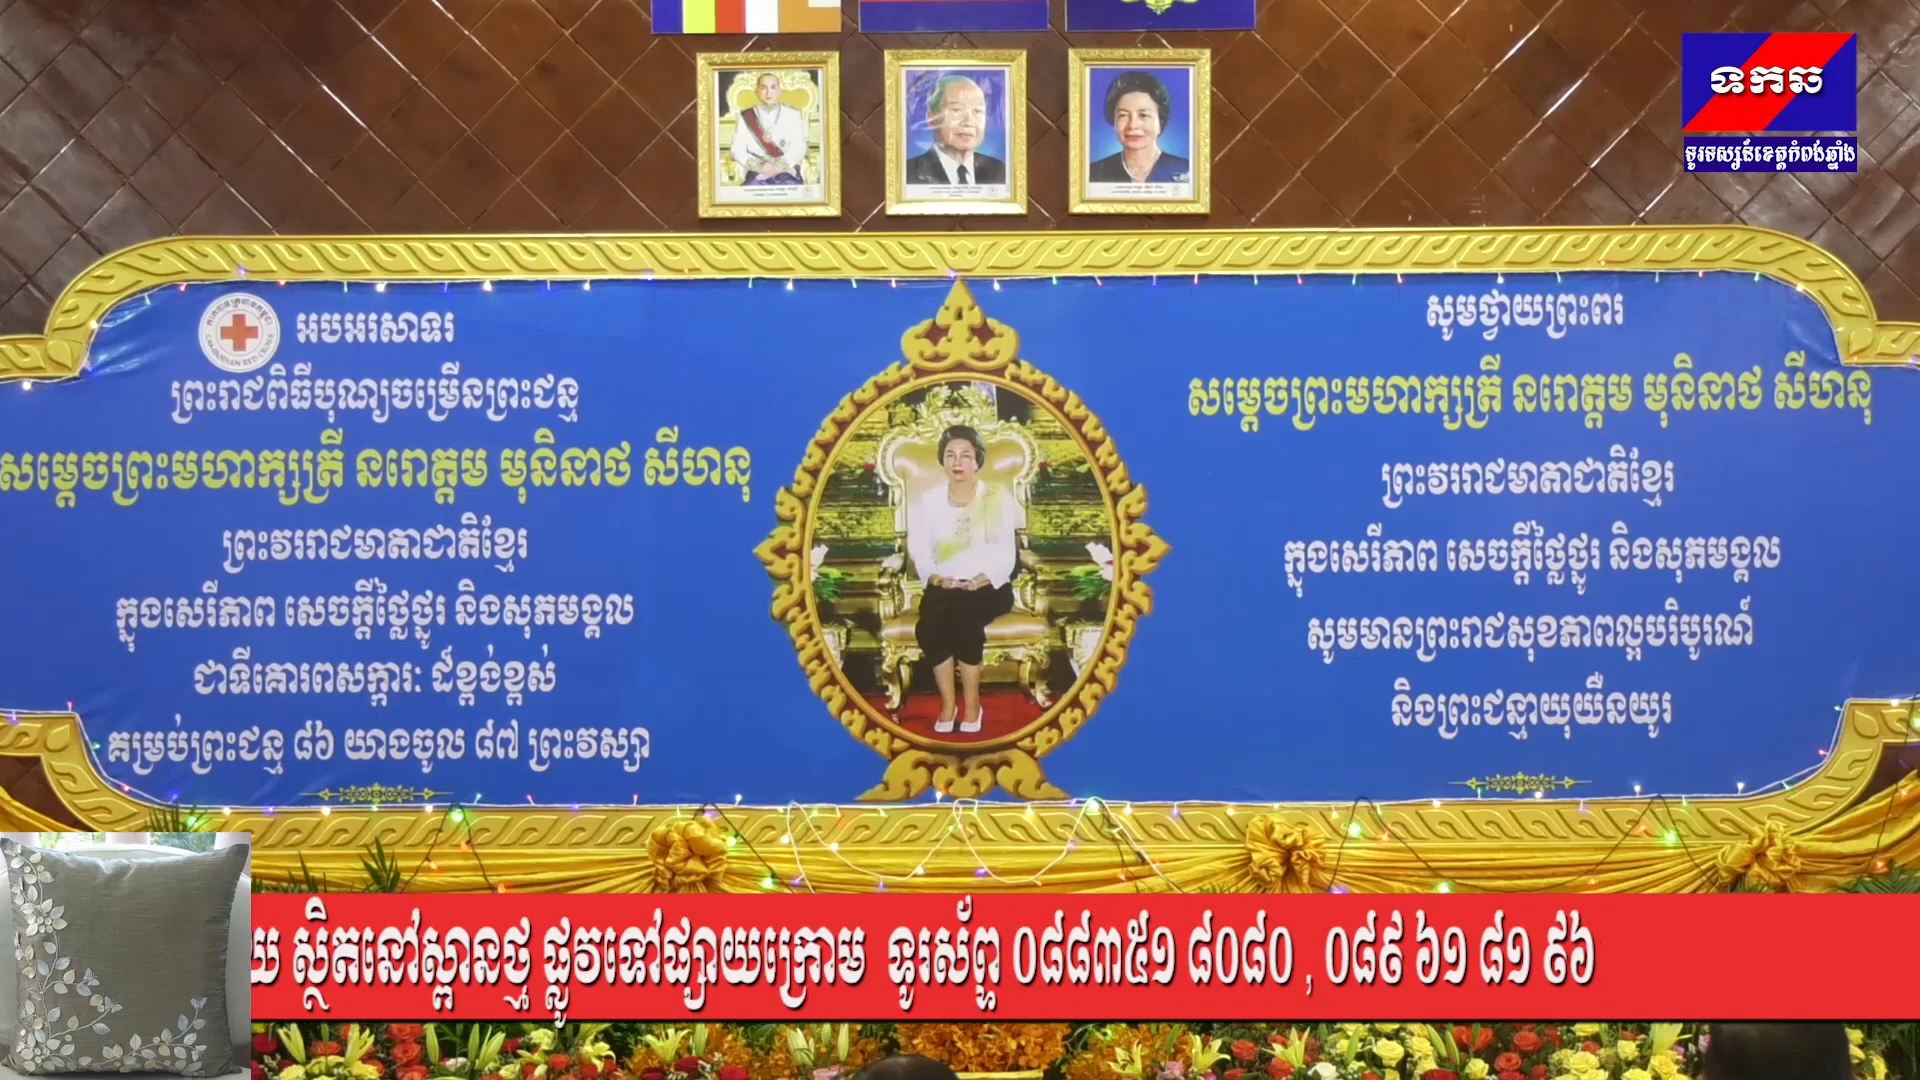 ទកឆ
ទូរទស្សន៍ខេត្តកំពង់ឆ្នាំង
អបអរសាទរ
ព្រះរាជពិធីបុណ្យចម្រើនព្រះជន្ម
សម្តេចព្រះមហាក្សត្រី នរោត្តម មុនិនាថ សីហនុ
ព្រះវររាជមាតាជាតិខ្មែរ
ក្នុងសេរីភាព សេចក្តីថ្លៃថ្នូរ និងសុភមង្គល
ជាទីគោរពសក្ការៈ ដ៏ខ្ពង់ខ្ពស់
គម្រប់ព្រះជន្ម ៨៦ យាងចូល ៨៧ ព្រះវស្សា
សូមថ្វាយព្រះពរ
សម្តេចព្រះមហាក្សត្រី នរោត្តម មុនិនាថ សីហនុ
ព្រះវររាជមាតាជាតិខ្មែរ
ក្នុងសេរីភាព សេចក្តីថ្លៃថ្នូរ និងសុភមង្គល
សូមមានព្រះរាជសុខភាពល្អបរិបូរណ៍
និងព្រះជន្មាយុយឺនយូរ
CAMBODIAN RED CROSS
យ ស្ថិតនៅស្ពានថ្ម ផ្លូវទៅផ្សាយក្រោម ទូរស័ព្ទ ០៨៨៣៥១ ៨០៨០ , ០៨៩ ៦១ ៨១ ៩៦